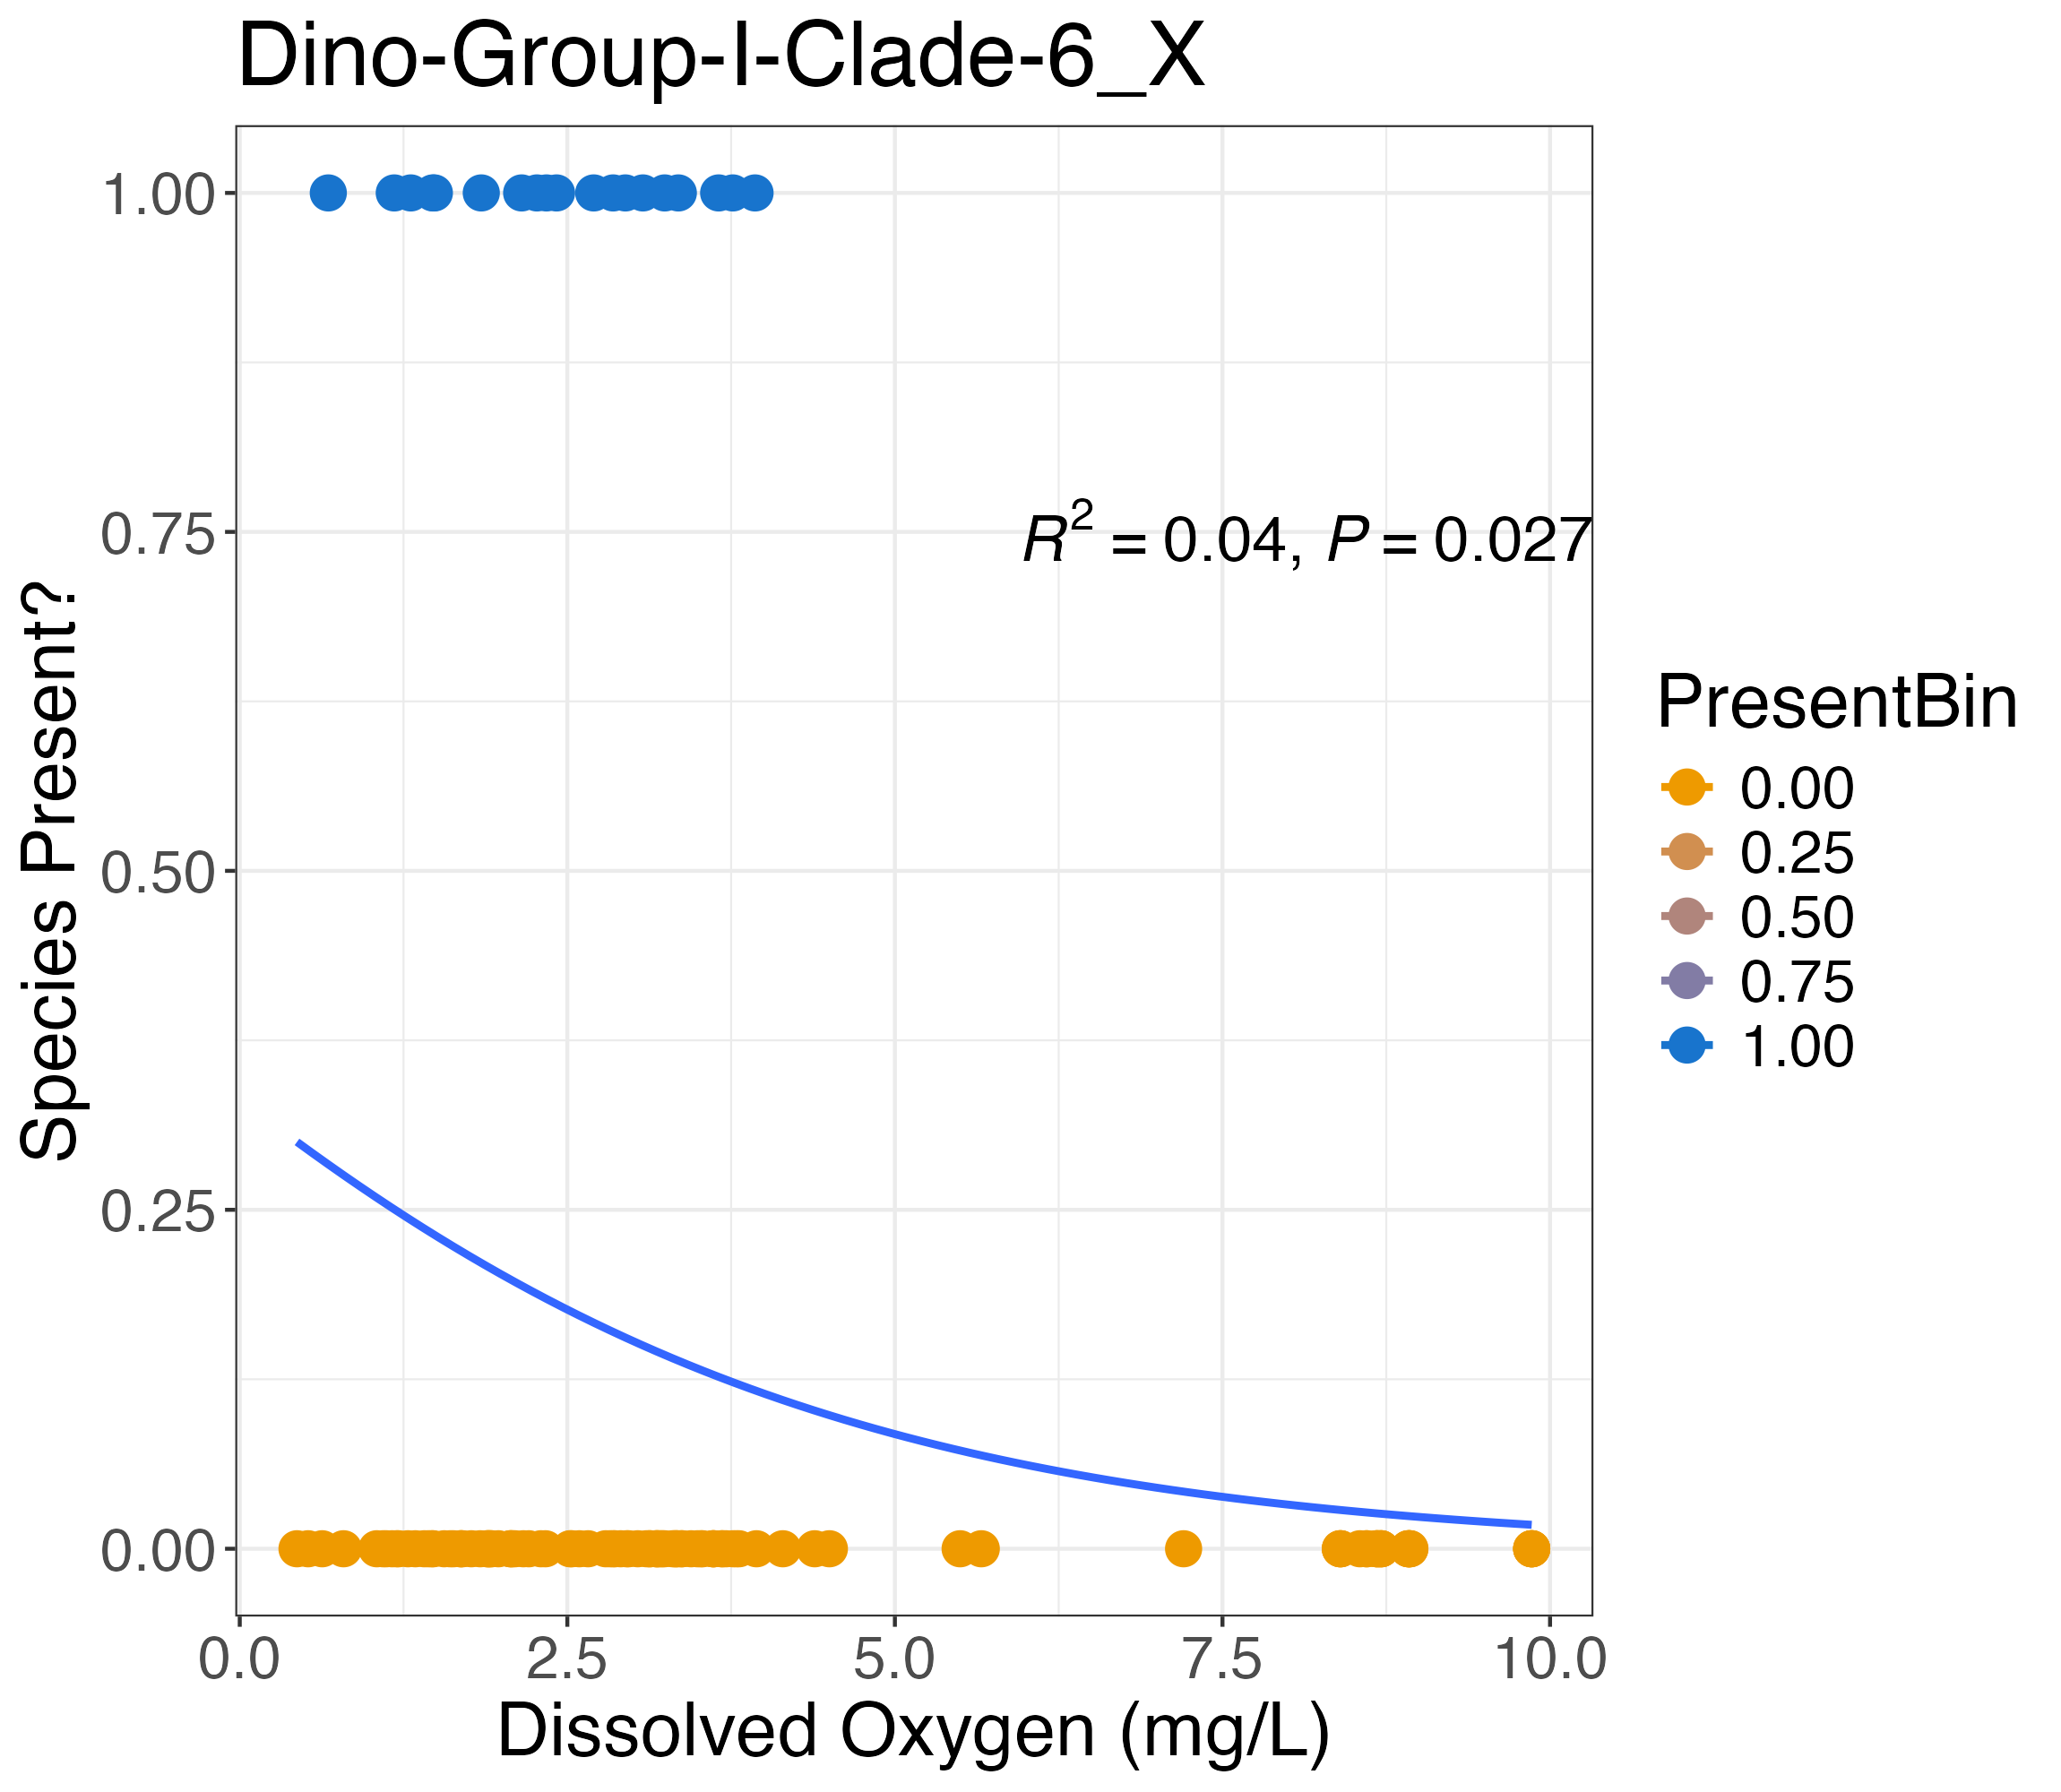 Dino-Group-I-Clade-6_X
1.00
0.75
0.50
0.25
0.00
Species Present?
R² = 0.04, P = 0.027
0.0 2.5 5.0 7.5 10.0
Dissolved Oxygen (mg/L)
PresentBin
0.00
0.25
0.50
0.75
1.00